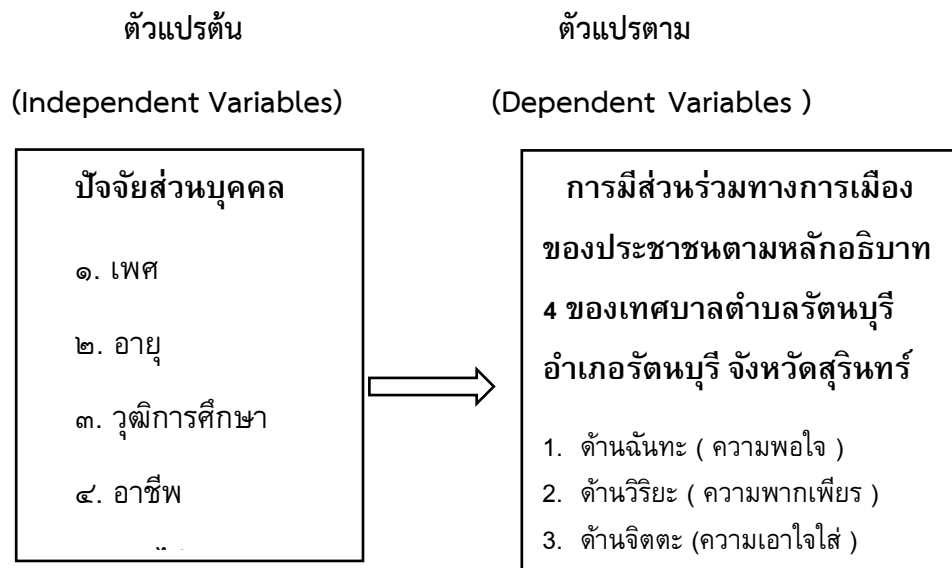 ตัวแปรต้น
(Independent Variables)
ปัจจัยส่วนบุคคล
๑. เพศ
๒. อายุ
๓. วุฒิการศึกษา
๔. อาชีพ
ตัวแปรตาม
(Dependent Variables )
การมีส่วนร่วมทางการเมือง
ของประชาชนตามหลักอธิบาท
4 ของเทศบาลตำบลรัตนบุรี
อำเภอรัตนบุรี จังหวัดสุรินทร์
1. ด้านฉันทะ ( ความพอใจ )
2. ด้านวิริยะ ( ความพากเพียร )
3. ด้านจิตตะ (ความเอาใจใส่ )